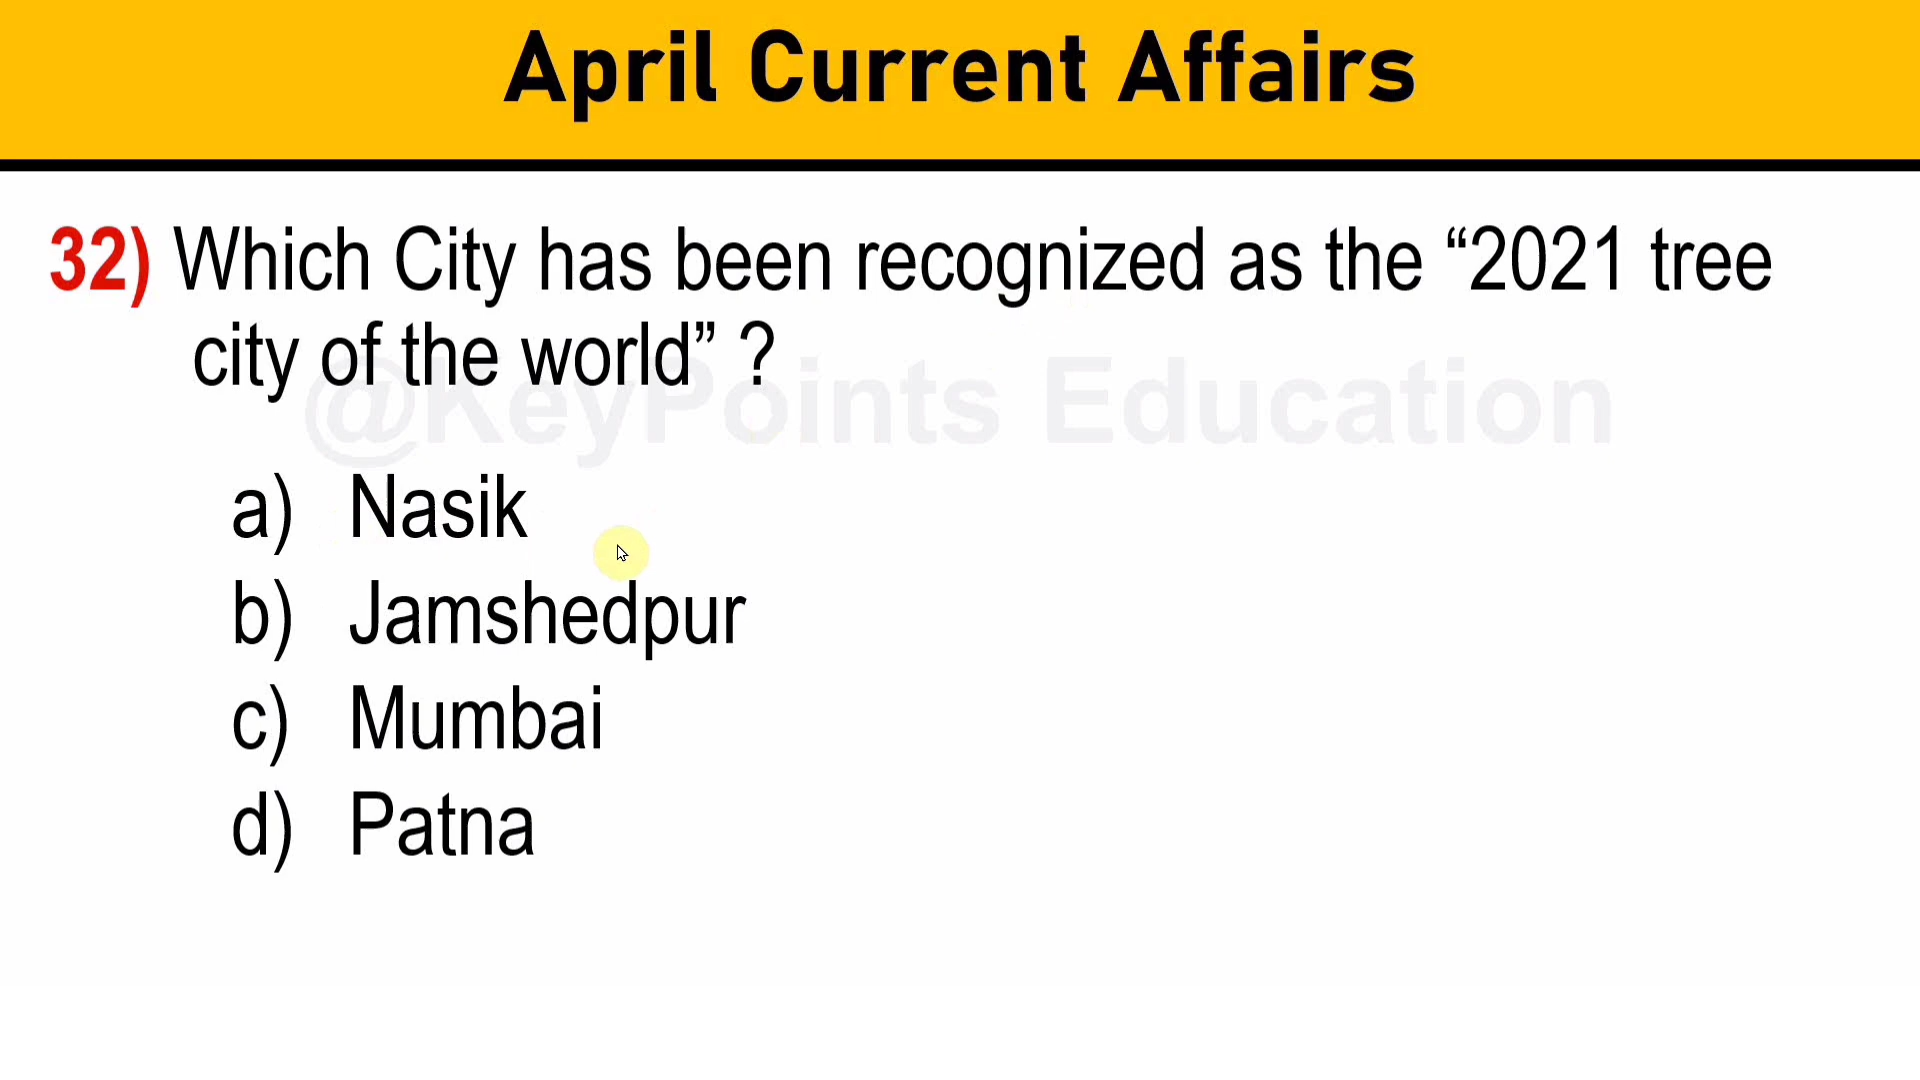 April Current Affairs
32) Which City has been recognized as the “2021 tree
city of the world” ?
@KeyPoints Education
a) Nasik
b) Jamshedpur
c) Mumbai
d) Patna